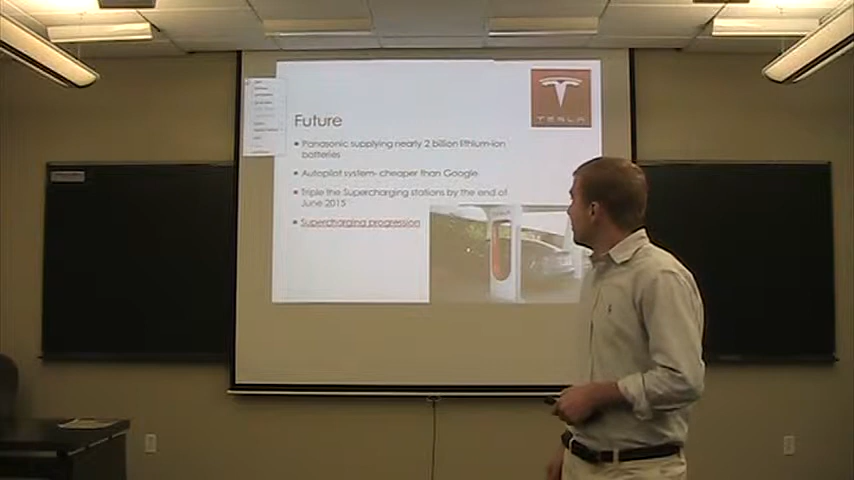 TESLA
Future
Panasonic supplying nearly 2 billion lithium-ion
batteries
Autopilot system- cheaper than Google
Triple the Supercharging stations by the end of
June 2015
Supercharging progression